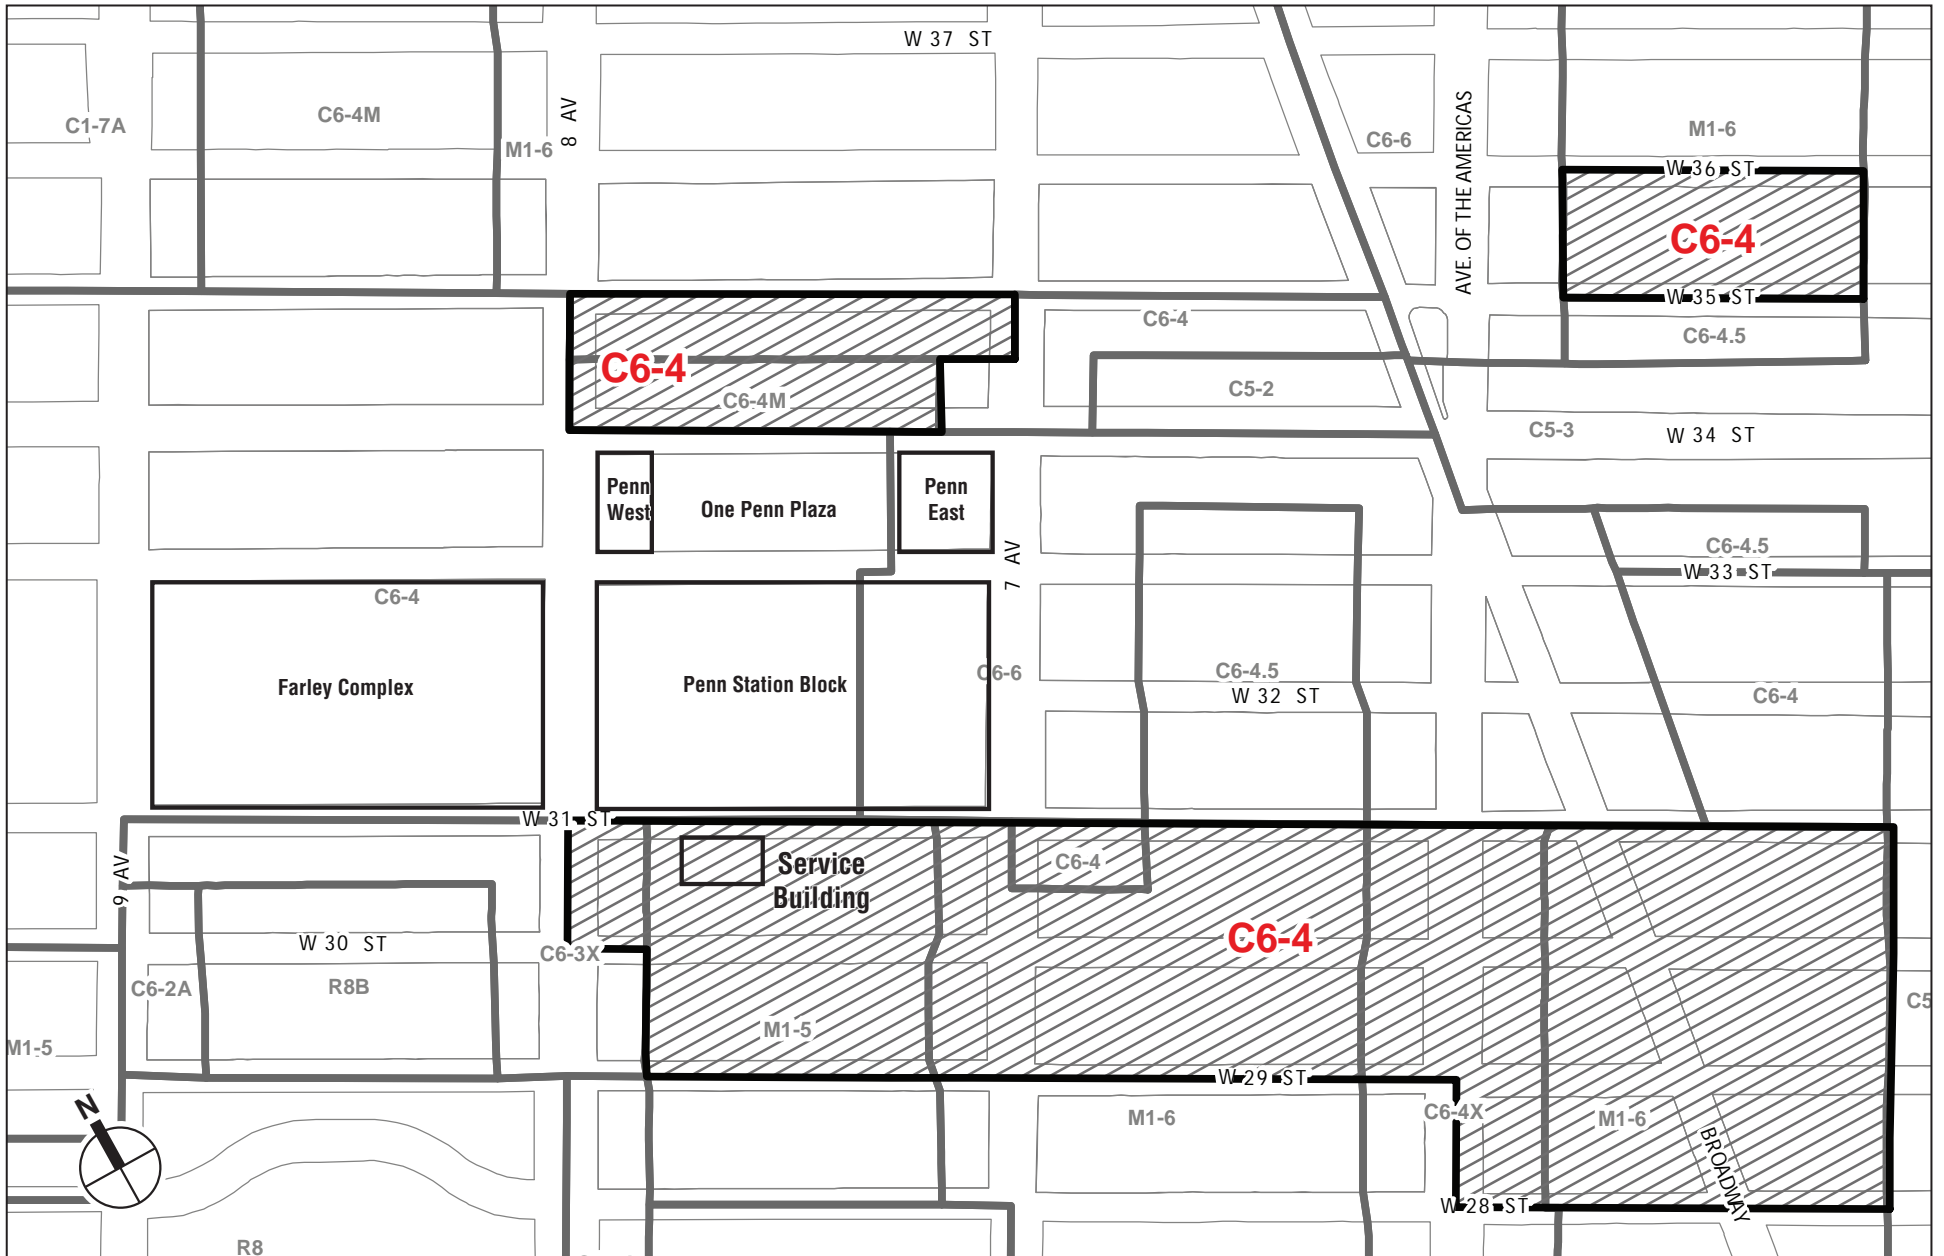 W 37 ST
C6-4M
C1-7A
8 AV
M1-6
C6-6
AVE. OF THE AMERICAS
M1-6
W 36 ST
C6-4
W 35 ST
C6-4
C6-4.5
C6-4
C6-4M
C5-2
C5-3
W 34 ST
Penn
West
One Penn Plaza
Penn
East
7 AV
C6-4.5
W 33 ST
C6-4
Farley Complex
Penn Station Block
C6-6
C6-4.5
W 32 ST
C6-4
W 31 ST
9 AV
Service
Building
C6-4
C6-4
W 30 ST
C6-3X
C6-2A
R8B
M1-5
M1-5
C5
W 29 ST
N
M1-6
C6-4X
M1-6
BROADWAY
W 28 ST
R8